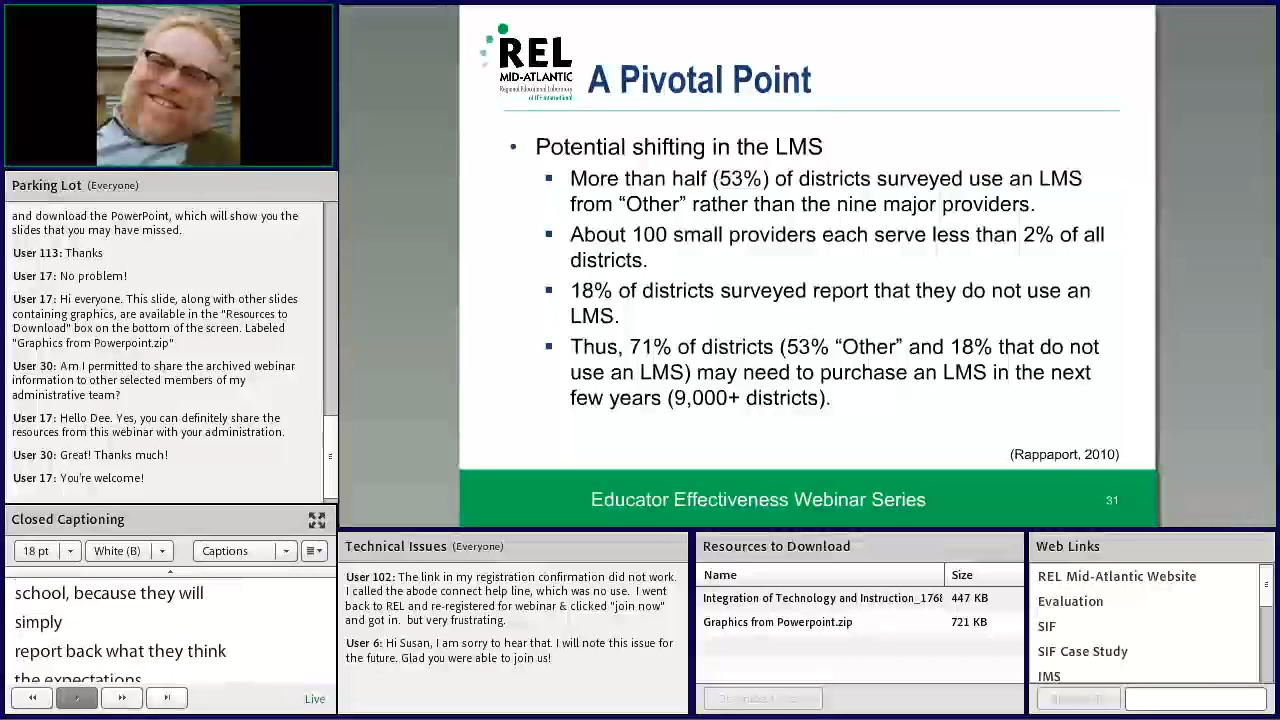 REL
MID-ATLANTIC
Regional Educational Laboratory
A Pivotal Point
• Potential shifting in the LMS
▪ More than half (53%) of districts surveyed use an LMS
from “Other” rather than the nine major providers.
▪ About 100 small providers each serve less than 2% of all
districts.
▪ 18% of districts surveyed report that they do not use an
LMS.
▪ Thus, 71% of districts (53% “Other” and 18% that do not
use an LMS) may need to purchase an LMS in the next
few years (9,000+ districts).
(Rappaport, 2010)
Educator Effectiveness Webinar Series
31
Parking Lot (Everyone)
and download the PowerPoint, which will show you the
slides that you may have missed.
User 113: Thanks
User 17: No problem!
User 17: Hi everyone. This slide, along with other slides
containing graphics, are available in the "Resources to
Download" box on the bottom of the screen. Labeled
"Graphics from Powerpoint.zip"
User 30: Am I permitted to share the archived webinar
information to other selected members of my
administrative team?
User 17: Hello Dee. Yes, you can definitely share the
resources from this webinar with your administration.
User 30: Great! Thanks much!
User 17: You're welcome!
Closed Captioning
18 pt
White (B)
Captions
school, because they will
simply
report back what they think
the expectations
Live
Technical Issues (Everyone)
User 102: The link in my registration confirmation did not work.
I called the abode connect help line, which was no use. I went
back to REL and re-registered for webinar & clicked "join now"
and got in. but very frustrating.
User 6: Hi Susan, I am sorry to hear that. I will note this issue for
the future. Glad you were able to join us!
Resources to Download
Name Size
Integration of Technology and Instruction_1768 447 KB
Graphics from Powerpoint.zip 721 KB
Web Links
REL Mid-Atlantic Website
Evaluation
SIF
SIF Case Study
IMS